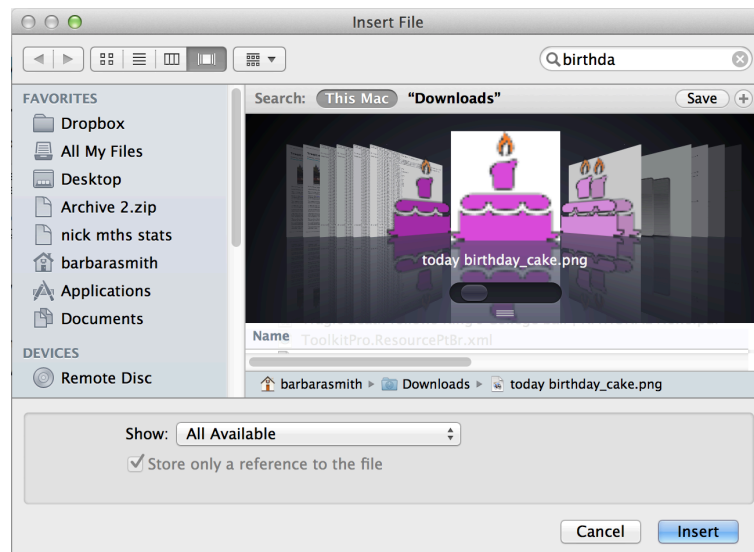 Insert File
birthda
FAVORITES
Dropbox
All My Files
Desktop
Archive 2.zip
nick mths stats
barbarasmith
Applications
Documents
DEVICES
Remote Disc
Search: This Mac “Downloads” Save
today birthday_cake.png
Name
ToolkitPro.ResourcePtBr.xml
barbarasmith Downloads today birthday_cake.png
Show: All Available
Store only a reference to the file
Cancel Insert